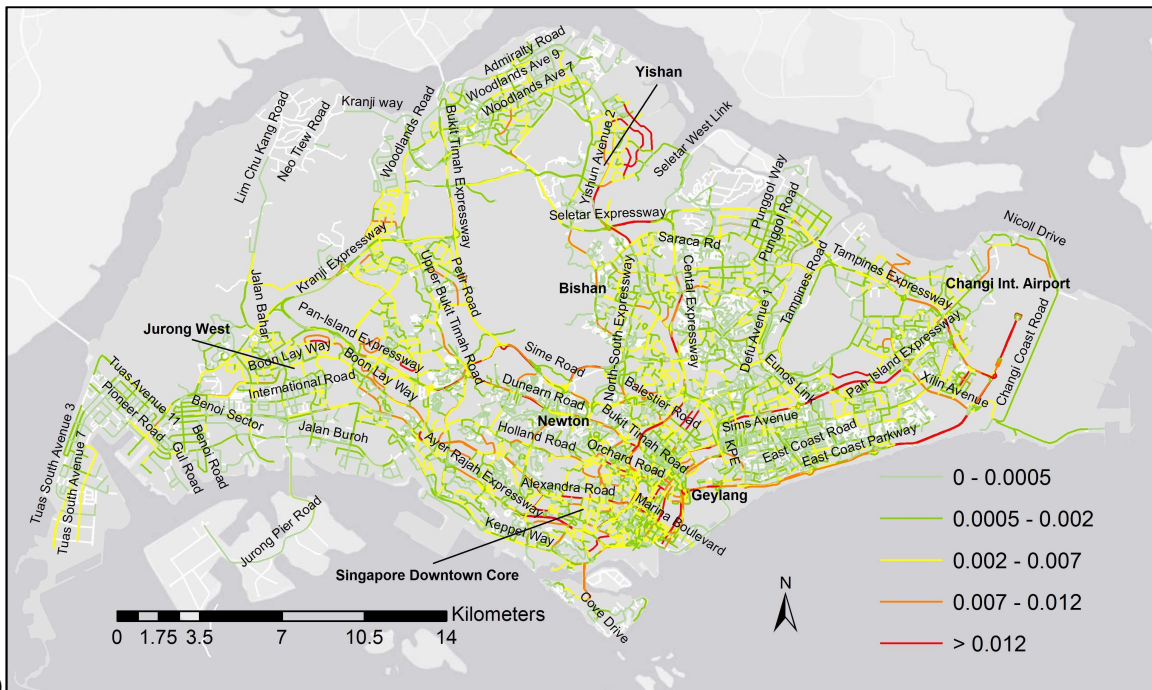 Admiralty Road
Woodlands Ave 9
Woodlands Ave 7
Yishan
Kranji way
Woodlands Road
Lim Chu Kang Road
Neo Tiew Road
Bukit Timah Expressway
Yishun Avenue 2
Seletar West Link
Punggol Way
Punggol Road
Seletar Expressway
Saraca Rd
Nicoll Drive
Tampines Expressway
Kranji Expressway
Upper Bukit Timah Road
Petir Road
Bishan
Cental Expressway
Tampines Road
Changi Int. Airport
Jalan Bahar
North-South Expressway
Defu Avenue 1
Changi Coast Road
Jurong West
Pan-Island Expressway
Boon Lay Way
Boon Lay Way
Sime Road
Pan-Island Expressway
Eunos Link
Xilin Avenue
Tuas Avenue 11
International Road
Dunearn Road
Balestier Road
Pioneer Road
Benoi Sector
Newton
Bukit Timah Road
Sims Avenue
Tuas South Avenue 3
Tuas South Avenue 7
Gul Road
Benoi Road
Jalan Buroh
Holland Road
Orchard Road
KPE
East Coast Road
East Coast Parkway
Ayer Rajah Expressway
Alexandra Road
Geylang
Marina Boulevard
Jurong Pier Road
Keppel Way
Singapore Downtown Core
Cove Drive
0 - 0.0005
0.0005 - 0.002
0.002 - 0.007
0.007 - 0.012
> 0.012
N
Kilometers
0 1.75 3.5 7 10.5 14